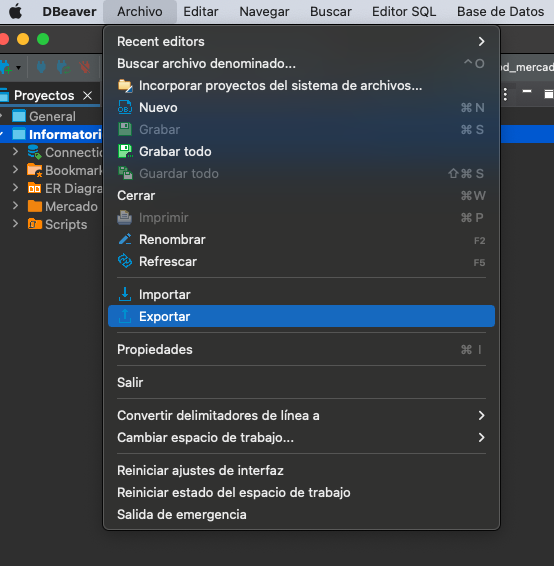 DBeaver Archivo Editar Navegar Buscar Editor SQL Base de Datos
Recent editors
Buscar archivo denominado... ^ O
Incorporar proyectos del sistema de archivos...
Nuevo ⌘ N
Grabar ⌘ S
Grabar todo
Guardar todo ⇧ ⌘ S
Cerrar ⌘ W
Imprimir ⌘ P
Renombrar F2
Refrescar F5
Importar
Exportar
Propiedades ⌘ I
Salir
Convertir delimitadores de línea a
Cambiar espacio de trabajo...
Reiniciar ajustes de interfaz
Reiniciar estado del espacio de trabajo
Salida de emergencia
Proyectos
General
Informatori
Connectio
Bookmark
ER Diagra
Mercado
Scripts
od_mercad